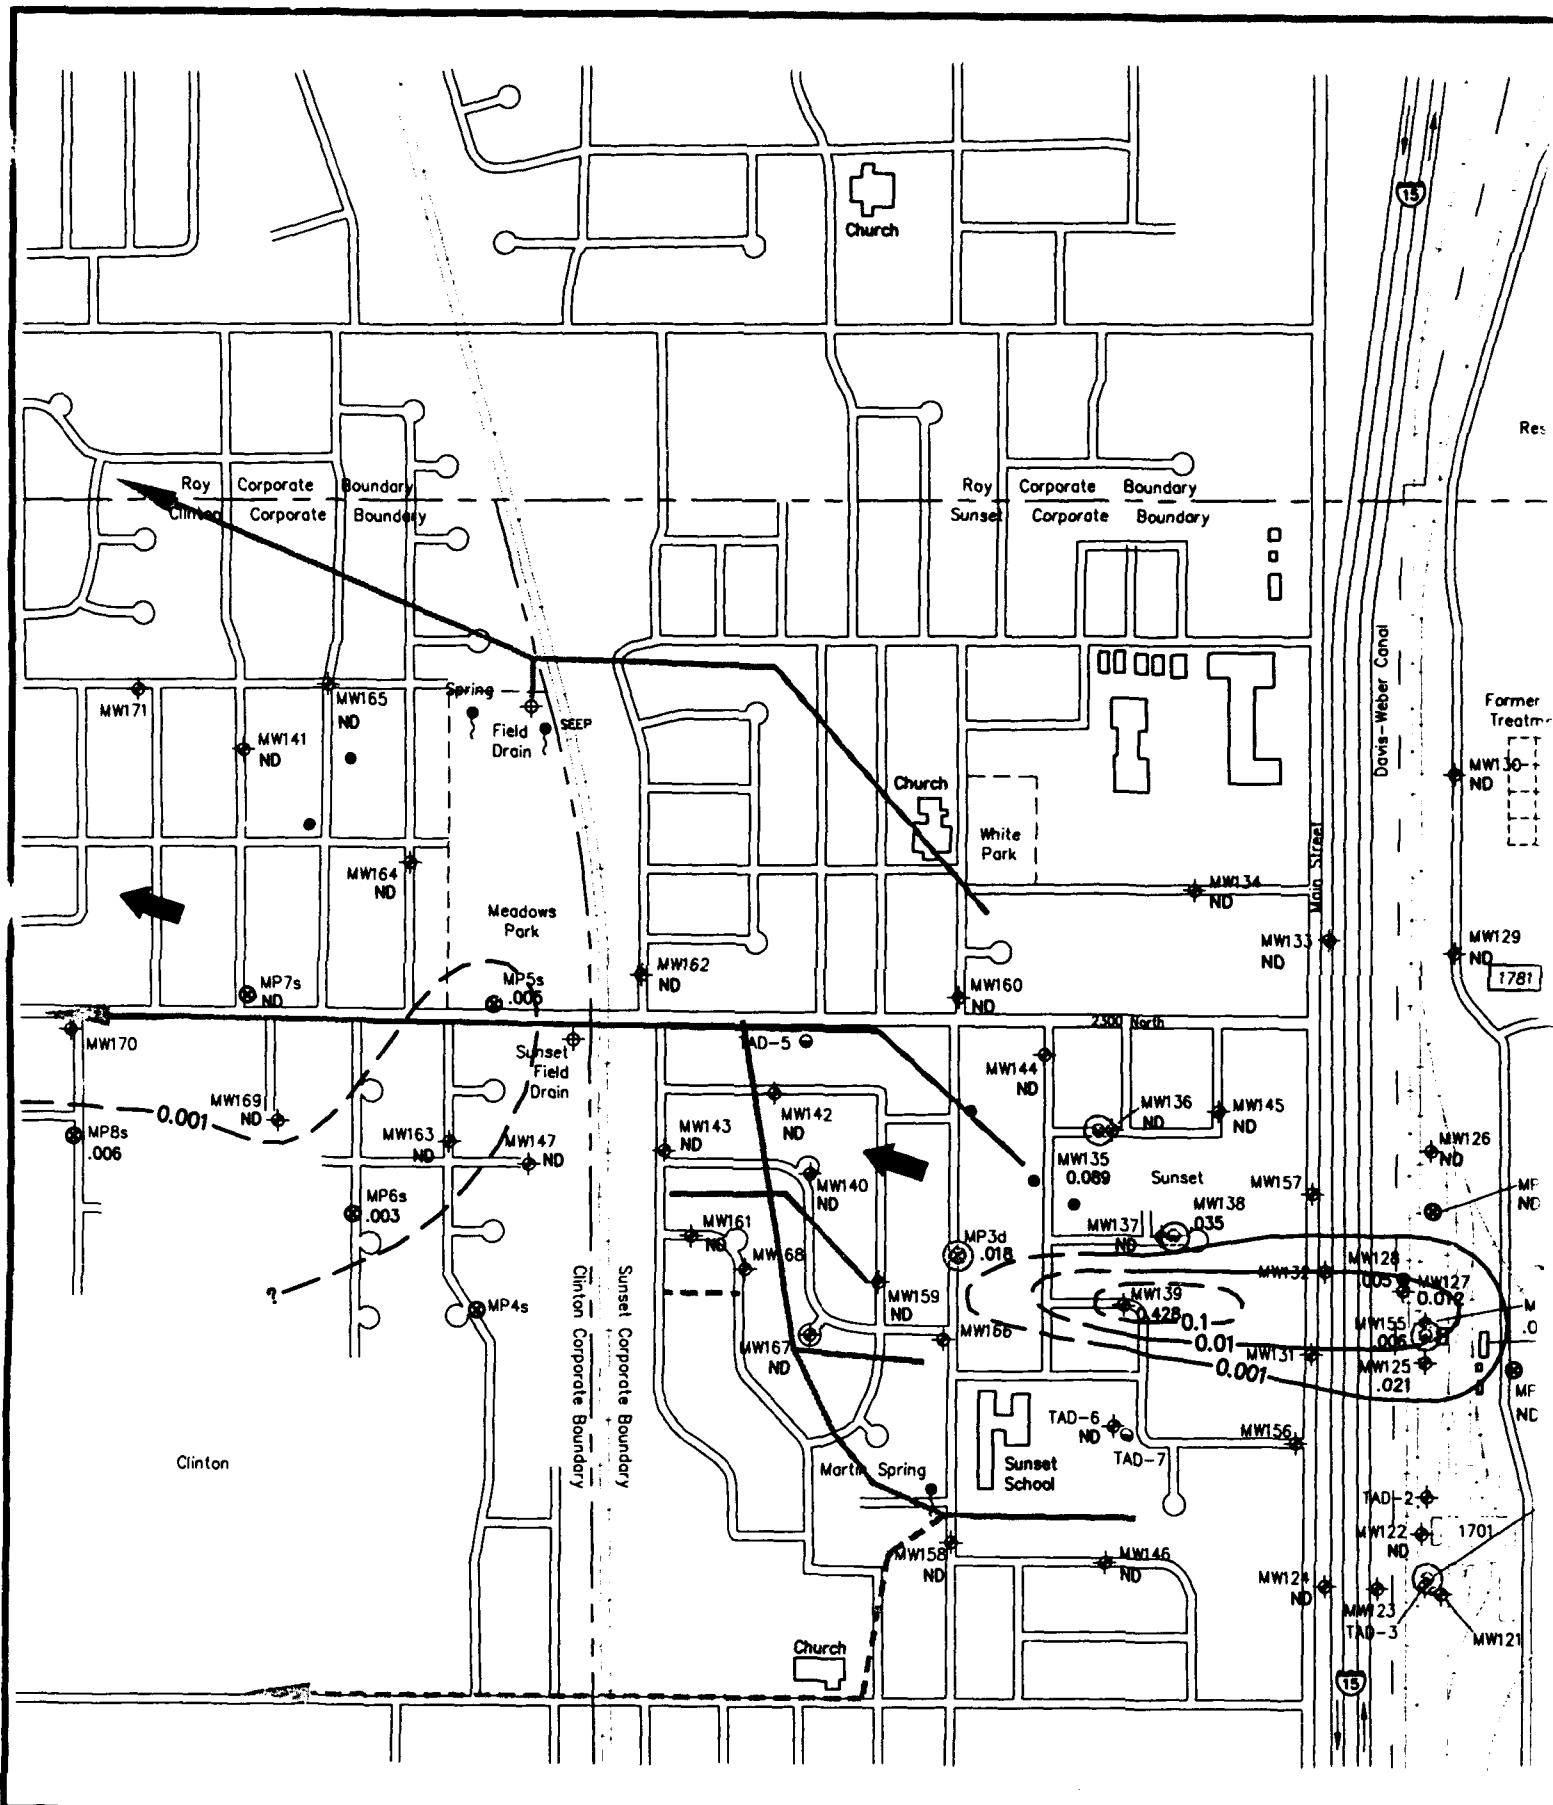 15
Church
Res
Roy Corporate Boundary
Clinton Corporate Boundary
Roy Corporate Boundary
Sunset Corporate Boundary
Davis-Weber Canal
Former
Spring
SEEP
Field
Drain
MW171
MW165
ND
MW141
ND
MW130
ND
Church
White
Park
Main Street
MW164
ND
MW134
ND
Meadows
Park
MW133
ND
MW129
ND
1781
MP7s
ND
MP5s
.005
MW162
ND
MW160
ND
2300 North
MW170
Sunset
Field
Drain
TAD-5
MW144
ND
MW169
ND
0.001
MW142
ND
MW136
ND
MW145
ND
MP8s
.006
MW163
ND
MW147
ND
MW143
ND
MW135
0.089
Sunset
MW126
ND
MW140
ND
MW157
MP6s
.003
MW161
ND
MP3d
.018
MW137
ND
MW138
.035
MW168
MW132
MW128
.005
MW127
0.012
?
MP4s
MW159
ND
MW139
0.428
0.1
0.01
0.001
MW155
.006
MW167
ND
MW166
MW131
MW125
.021
ND
Clinton Corporate Boundary
Sunset Corporate Boundary
TAD-6
ND
TAD-7
MW156
Clinton
Martin Spring
Sunset
School
TAD-2
MW122
ND
1701
MW158
ND
MW146
ND
MW124
ND
MW123
TAD-3
MW121
Church
15